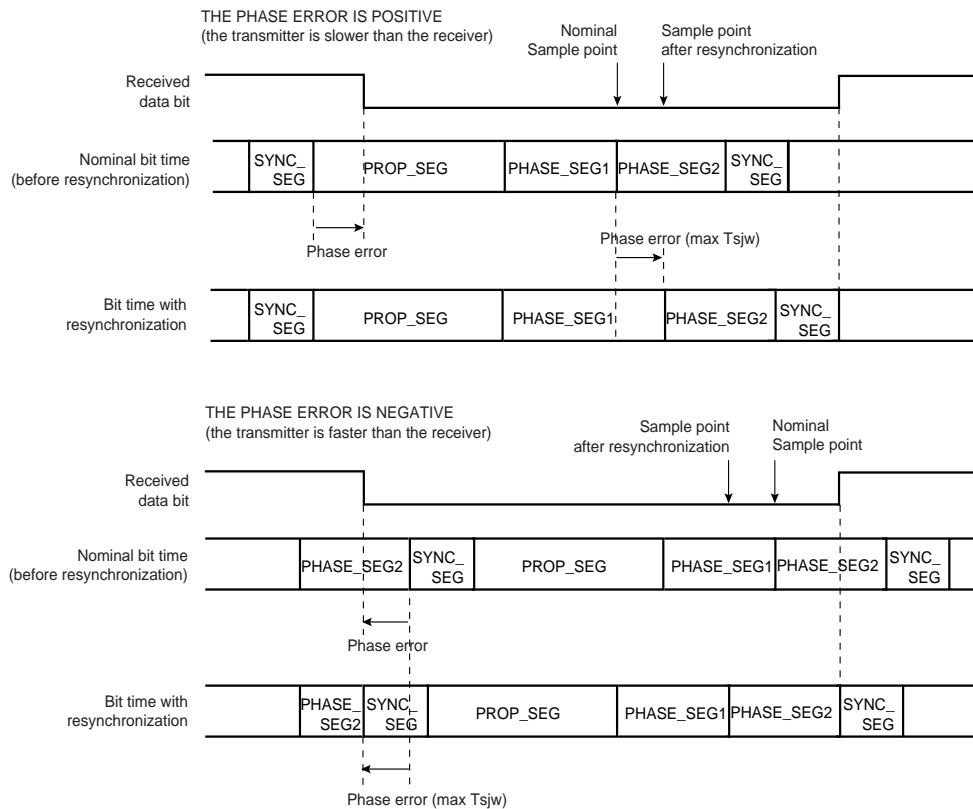 THE PHASE ERROR IS POSITIVE
(the transmitter is slower than the receiver)
Nominal
Sample point
Sample point
after resynchronization
Received
data bit
Nominal bit time
(before resynchronization)
SYNC_
SEG
PROP_SEG
PHASE_SEG1
PHASE_SEG2
SYNC_
SEG
Phase error
Phase error (max Tsjw)
Bit time with
resynchronization
SYNC_
SEG
PROP_SEG
PHASE_SEG1
PHASE_SEG2
SYNC_
SEG
THE PHASE ERROR IS NEGATIVE
(the transmitter is faster than the receiver)
Sample point
after resynchronization
Nominal
Sample point
Received
data bit
Nominal bit time
(before resynchronization)
PHASE_SEG2
SYNC_
SEG
PROP_SEG
PHASE_SEG1
PHASE_SEG2
SYNC_
SEG
Phase error
Bit time with
resynchronization
PHASE_
SEG2
SYNC_
SEG
PROP_SEG
PHASE_SEG1
PHASE_SEG2
SYNC_
SEG
Phase error (max Tsjw)